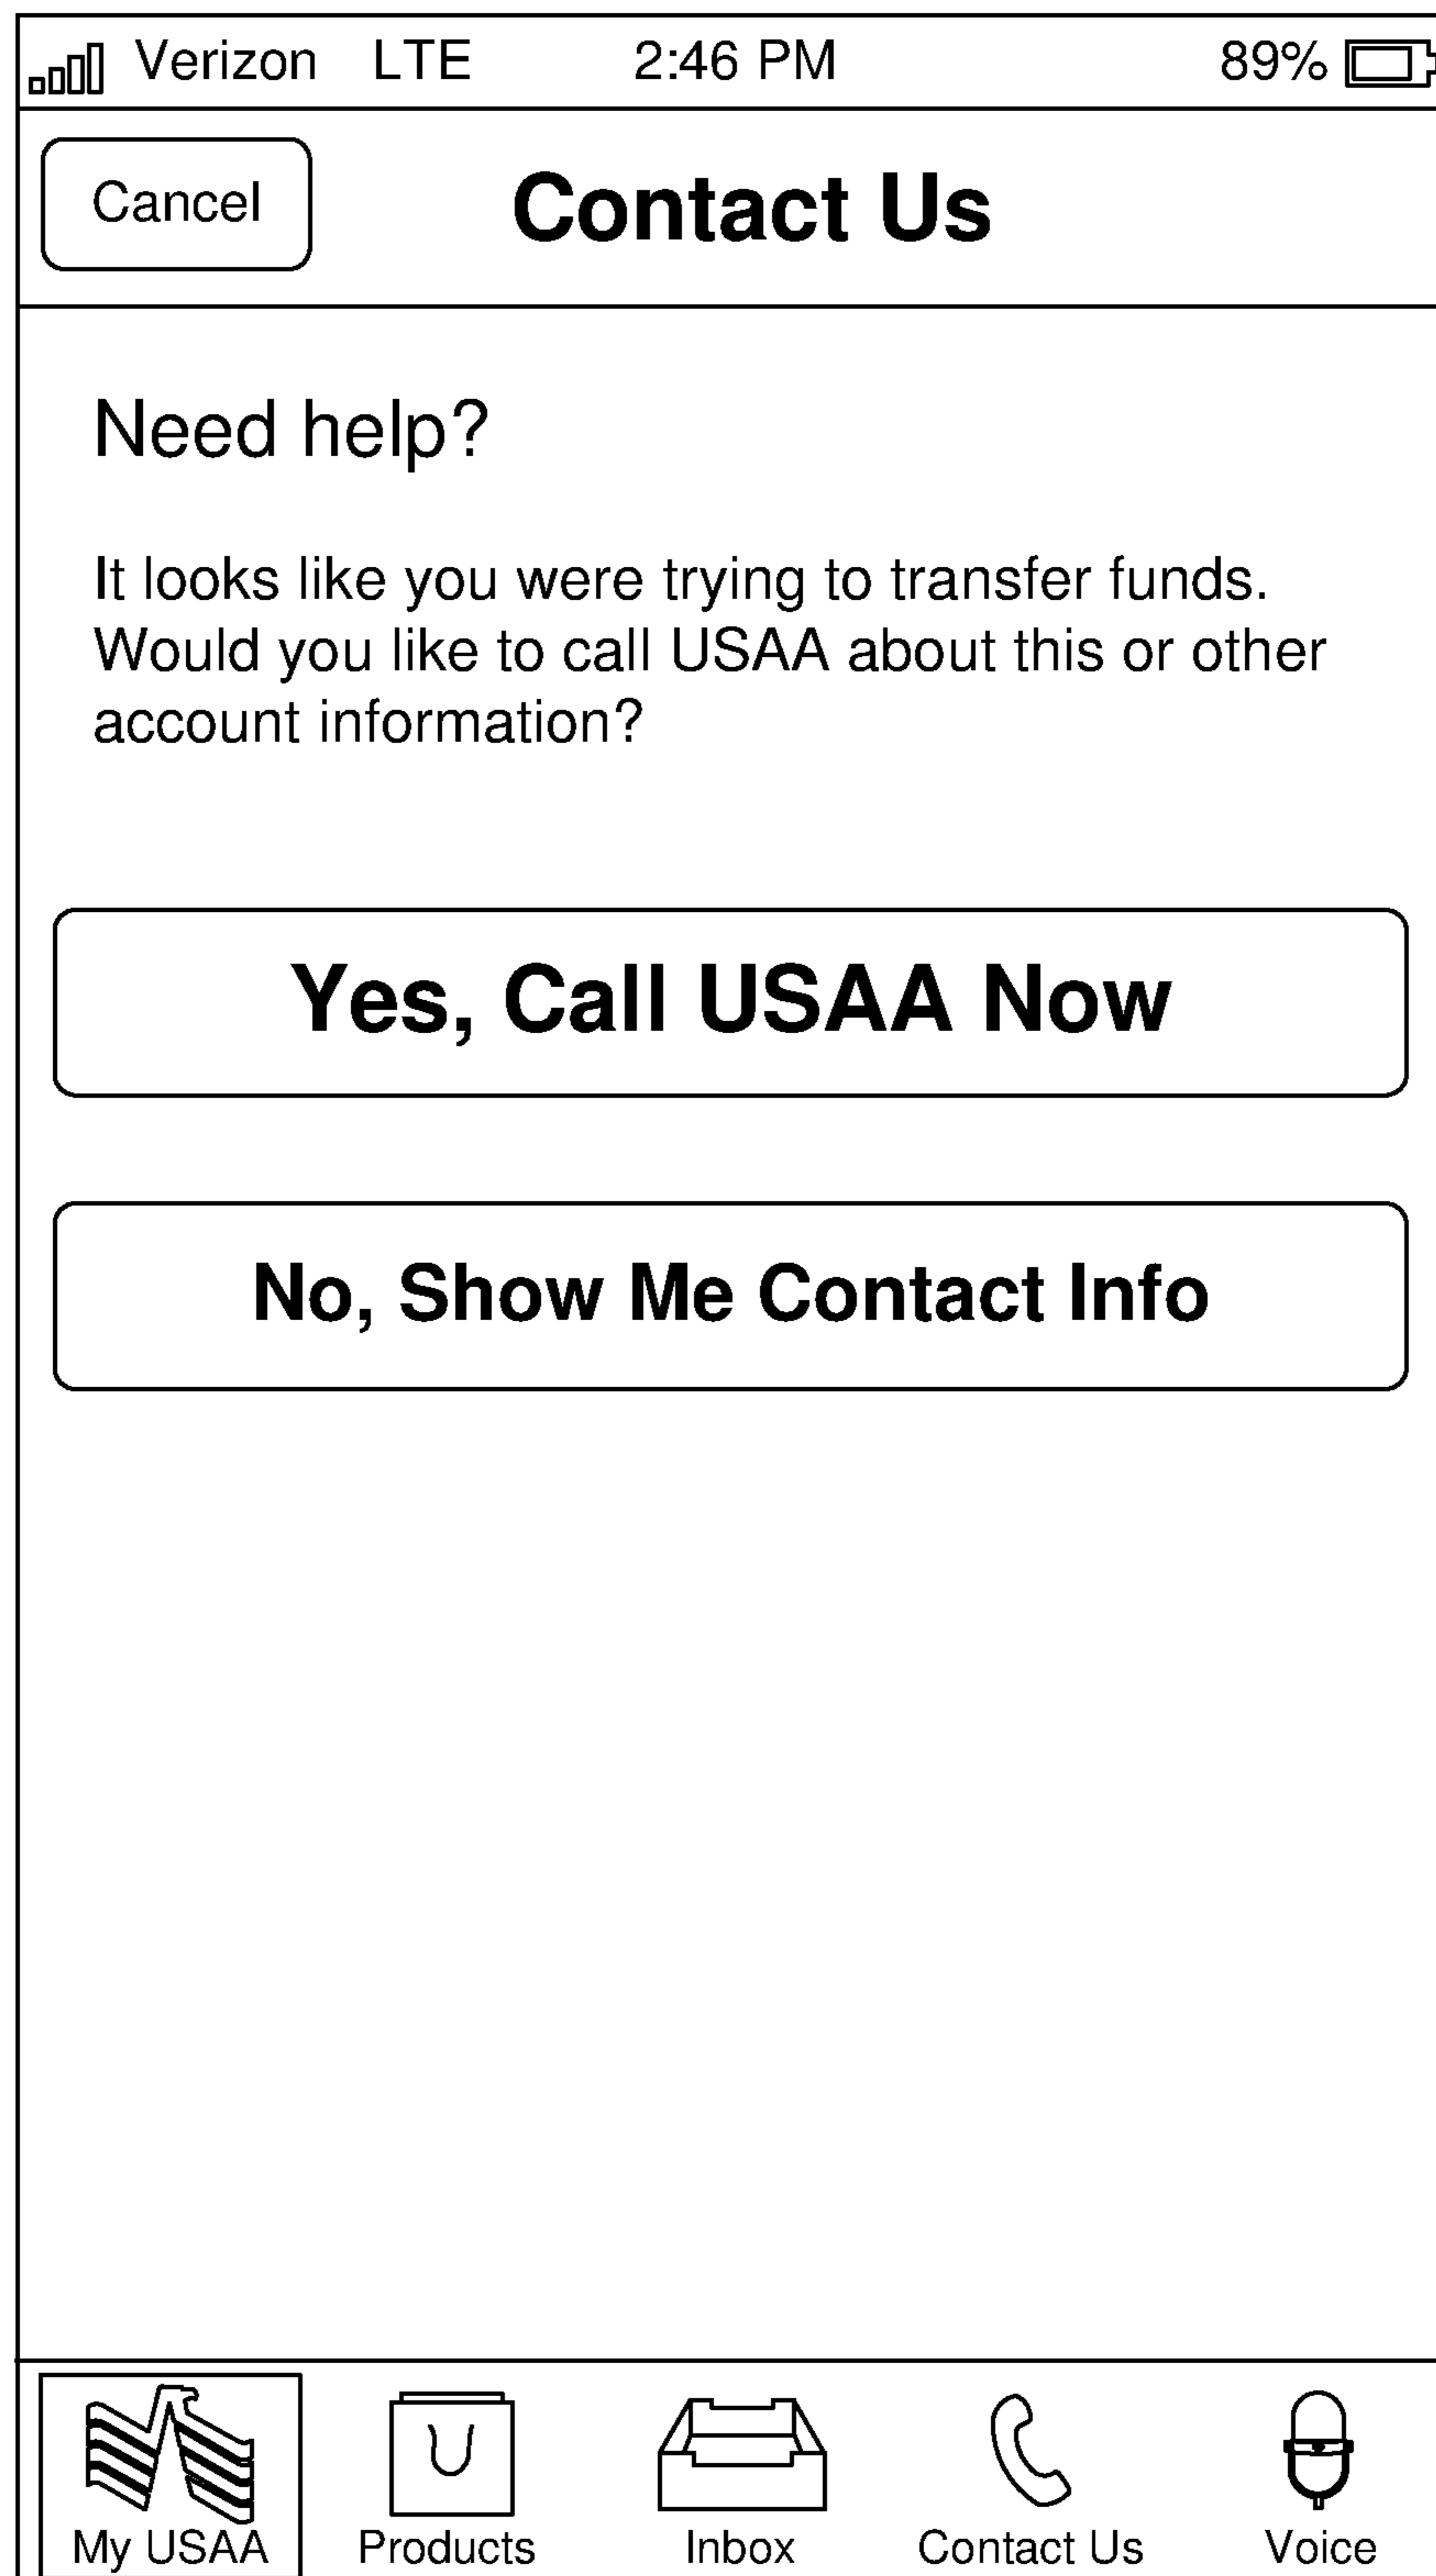 Verizon LTE 2:46 PM 89%
Cancel Contact Us
Need help?
It looks like you were trying to transfer funds.
Would you like to call USAA about this or other
account information?
Yes, Call USAA Now
No, Show Me Contact Info
My USAA Products Inbox Contact Us Voice